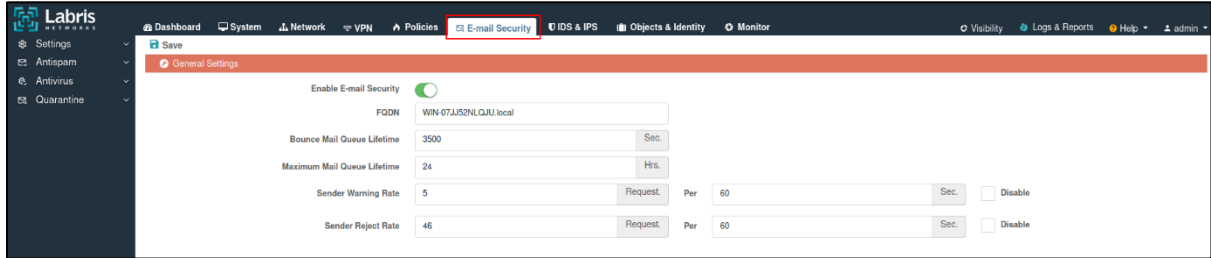 Labris
NETWORKS
Dashboard System Network VPN Policies E-mail Security IDS & IPS Objects & Identity Monitor Visibility Logs & Reports Help admin
Settings
Antispam
Antivirus
Quarantine
Save
General Settings
Enable E-mail Security
FQDN WIN-07JJ52NLQJU.local
Bounce Mail Queue Lifetime 3500 Sec.
Maximum Mail Queue Lifetime 24 Hrs.
Sender Warning Rate 5 Request. Per 60 Sec. Disable
Sender Reject Rate 46 Request. Per 60 Sec. Disable